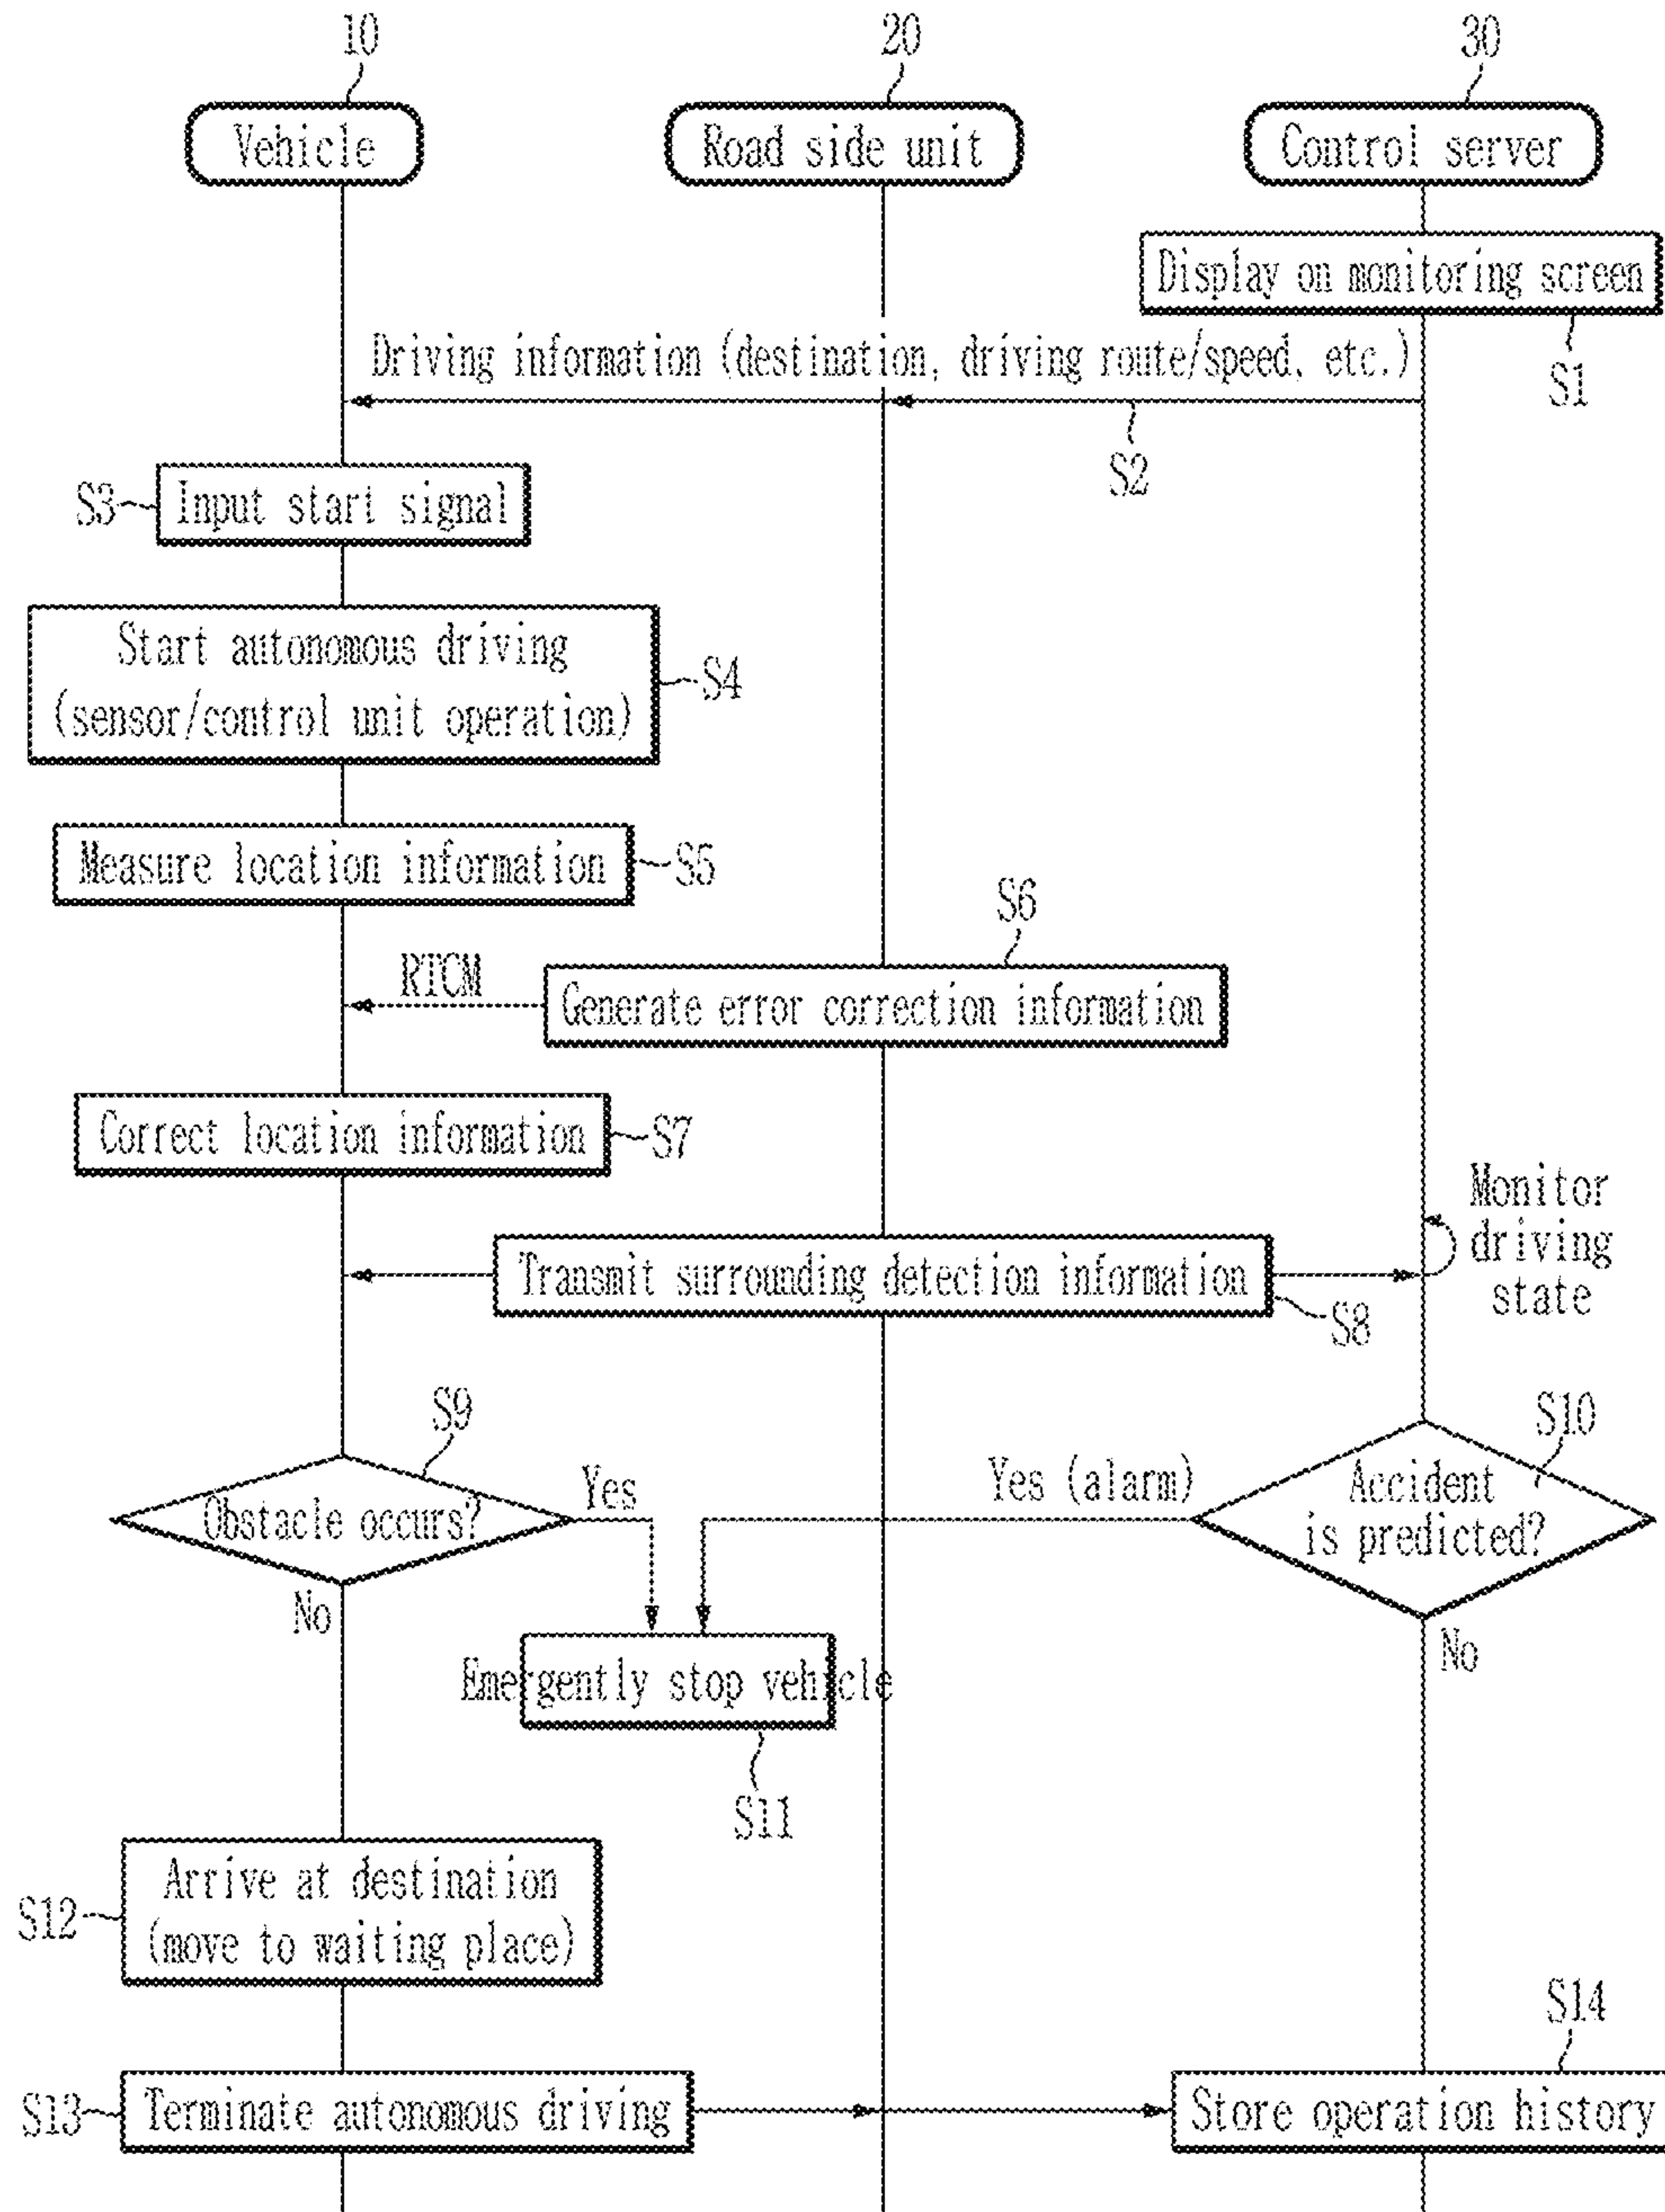 10
20
30
Vehicle
Road side unit
Control server
Display on monitoring screen
S1
Driving information (destination, driving route/speed, etc.)
S2
S3
Input start signal
Start autonomous driving
(sensor/control unit operation)
S4
Measure location information
S5
S6
RTCM
Generate error correction information
Correct location information
S7
Monitor
driving
state
Transmit surrounding detection information
S8
S9
S10
Obstacle occurs?
Yes
Yes (alarm)
Accident
is predicted?
No
No
Emergently stop vehicle
S11
Arrive at destination
(move to waiting place)
S12
S14
S13
Terminate autonomous driving
Store operation history